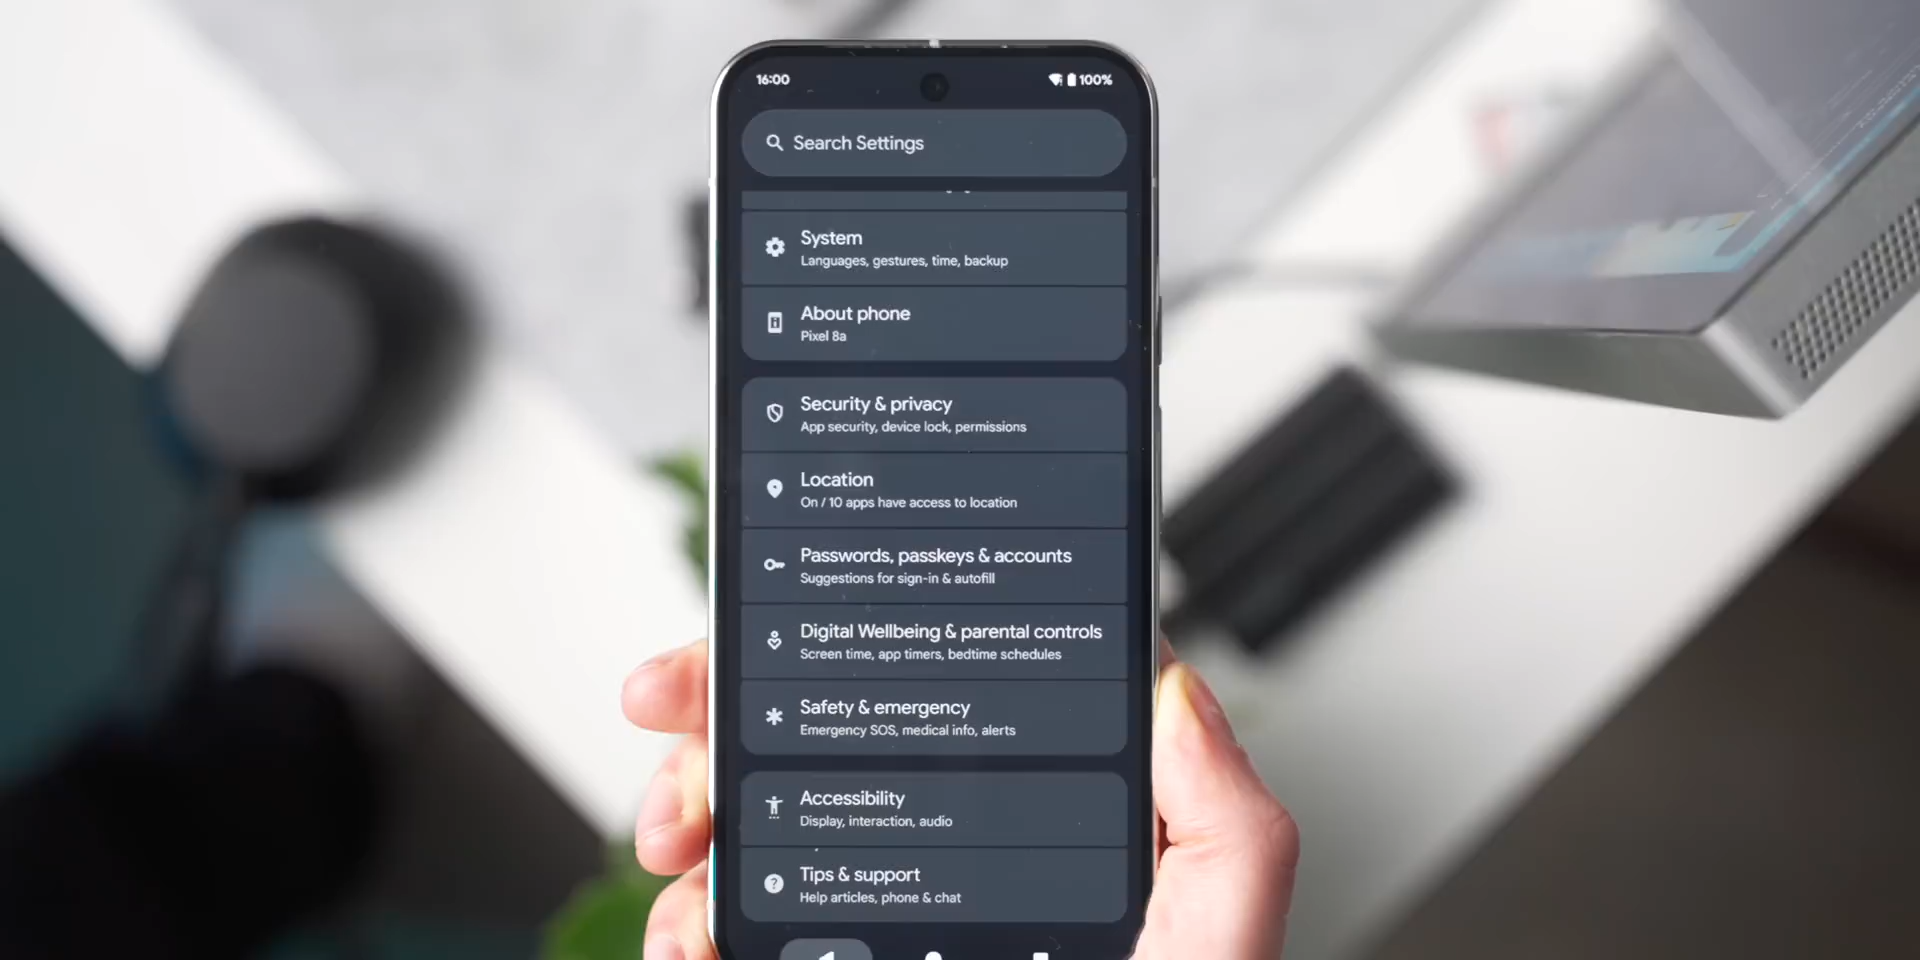 16:00
100%
Search Settings
System
Languages, gestures, time, backup
About phone
Pixel 8a
Security & privacy
App security, device lock, permissions
Location
On / 10 apps have access to location
Passwords, passkeys & accounts
Suggestions for sign-in & autofill
Digital Wellbeing & parental controls
Screen time, app timers, bedtime schedules
Safety & emergency
Emergency SOS, medical info, alerts
Accessibility
Display, interaction, audio
Tips & support
Help articles, phone & chat